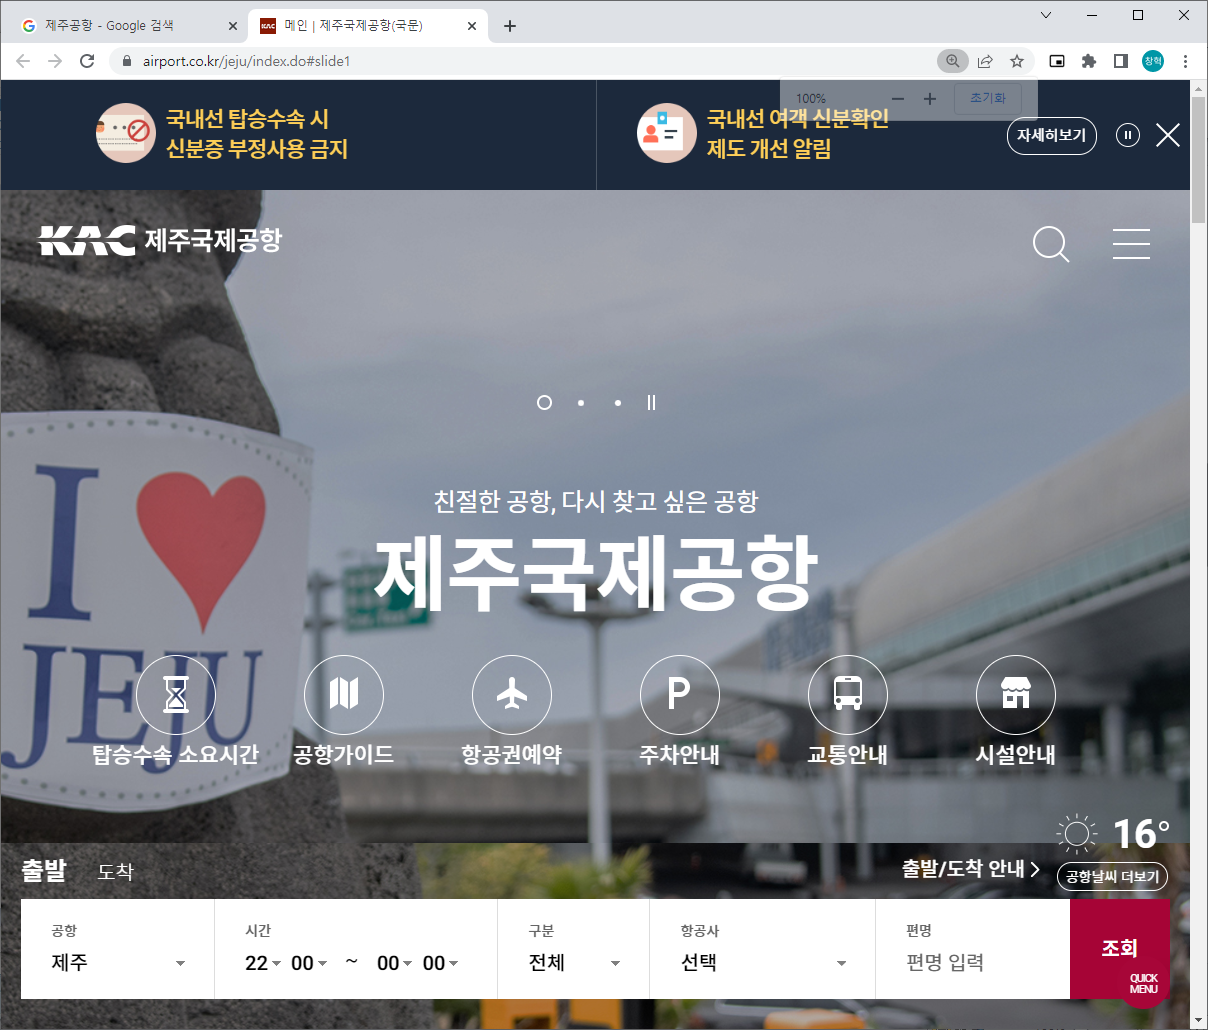 제주공항 - Google 검색
KAC
메인 | 제주국제공항(국문)
airport.co.kr/jeju/index.do#slide1
창혁
100%
초기화
국내선 탑승수속 시
신분증 부정사용 금지
국내선 여객 신분확인
제도 개선 알림
자세히보기
KAC 제주국제공항
친절한 공항, 다시 찾고 싶은 공항
제주국제공항
I
JEJU
탑승수속 소요시간
공항가이드
항공권예약
P
주차안내
교통안내
시설안내
16°
출발
도착
출발/도착 안내
공항날씨 더보기
공항
제주
시간
22 00 ~ 00 00
구분
전체
항공사
선택
편명
편명 입력
조회
QUICK
MENU